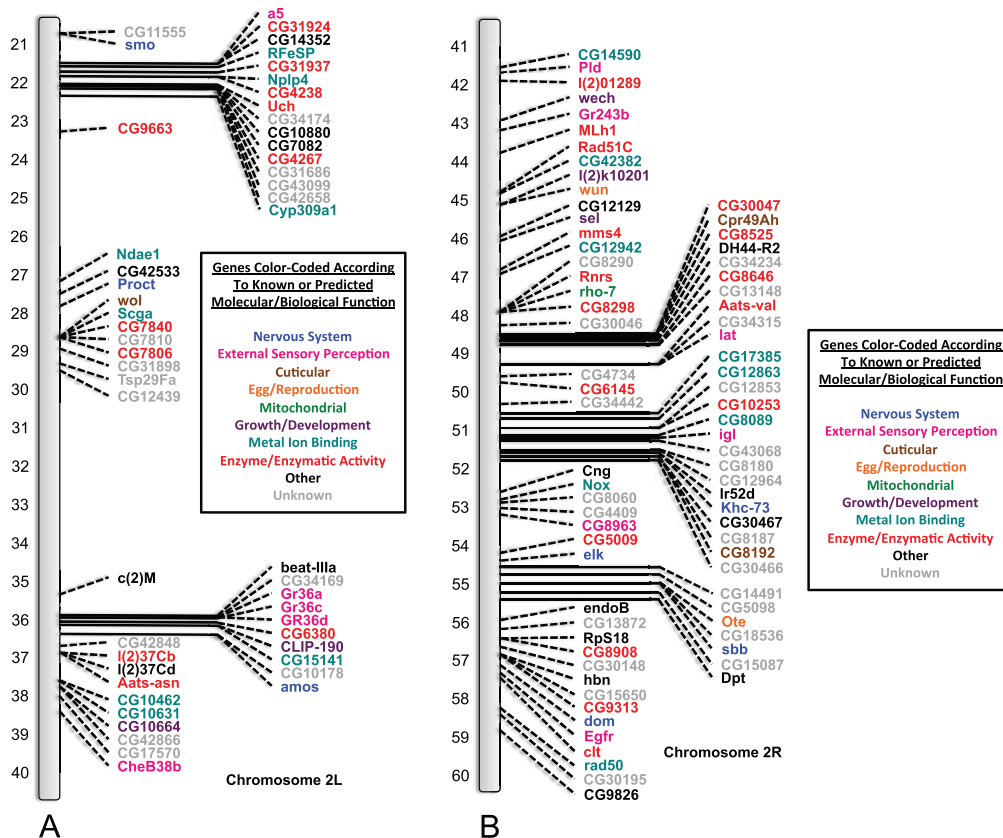 21
22
23
24
25
26
27
28
29
30
31
32
33
34
35
36
37
38
39
40
CG11555
smo
a5
CG31924
CG14352
RFeSP
CG31937
Nplp4
CG4238
Uch
CG34174
CG10880
CG7082
CG4267
CG31686
CG43099
CG42658
Cyp309a1
CG9663
Ndae1
CG42533
Proct
wol
Scga
CG7840
CG7810
CG7806
CG31898
Tsp29Fa
CG12439
Genes Color-Coded According
To Known or Predicted
Molecular/Biological Function
Nervous System
External Sensory Perception
Cuticular
Egg/Reproduction
Mitochondrial
Growth/Development
Metal Ion Binding
Enzyme/Enzymatic Activity
Other
Unknown
c(2)M
beat-IIIa
CG34169
Gr36a
Gr36c
GR36d
CG6380
CLIP-190
CG15141
CG10178
amos
CG42848
l(2)37Cb
l(2)37Cd
Aats-asn
CG10462
CG10631
CG10664
CG42866
CG17570
CheB38b
Chromosome 2L
A
41
42
43
44
45
46
47
48
49
50
51
52
53
54
55
56
57
58
59
60
CG14590
Pld
l(2)01289
wech
Gr243b
MLh1
Rad51C
CG42382
l(2)k10201
wun
CG12129
sel
mms4
CG12942
CG8290
Rnrs
rho-7
CG8298
CG30046
CG30047
Cpr49Ah
CG8525
DH44-R2
CG34234
CG8646
CG13148
Aats-val
CG34315
lat
CG4734
CG6145
CG34442
CG17385
CG12863
CG12853
CG10253
CG8089
igl
CG43068
CG8180
CG12964
Ir52d
Khc-73
CG30467
CG8187
CG8192
CG30466
Cng
Nox
CG8060
CG4409
CG8963
CG5009
elk
CG14491
CG5098
Ote
CG18536
sbb
CG15087
Dpt
endoB
CG13872
RpS18
CG8908
CG30148
hbn
CG15650
CG9313
dom
Egfr
clt
rad50
CG30195
CG9826
Chromosome 2R
Genes Color-Coded According
To Known or Predicted
Molecular/Biological Function
Nervous System
External Sensory Perception
Cuticular
Egg/Reproduction
Mitochondrial
Growth/Development
Metal Ion Binding
Enzyme/Enzymatic Activity
Other
Unknown
B